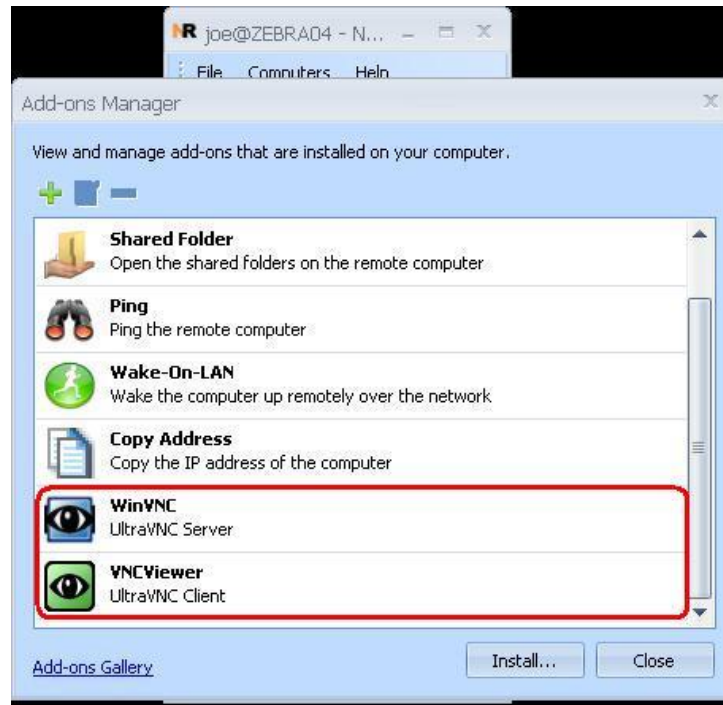 NR joe@ZEBRA04 - N...
File Computers Help
Add-ons Manager
View and manage add-ons that are installed on your computer.
Shared Folder
Open the shared folders on the remote computer
Ping
Ping the remote computer
Wake-On-LAN
Wake the computer up remotely over the network
Copy Address
Copy the IP address of the computer
WinVNC
UltraVNC Server
VNCViewer
UltraVNC Client
Add-ons Gallery
Install...
Close